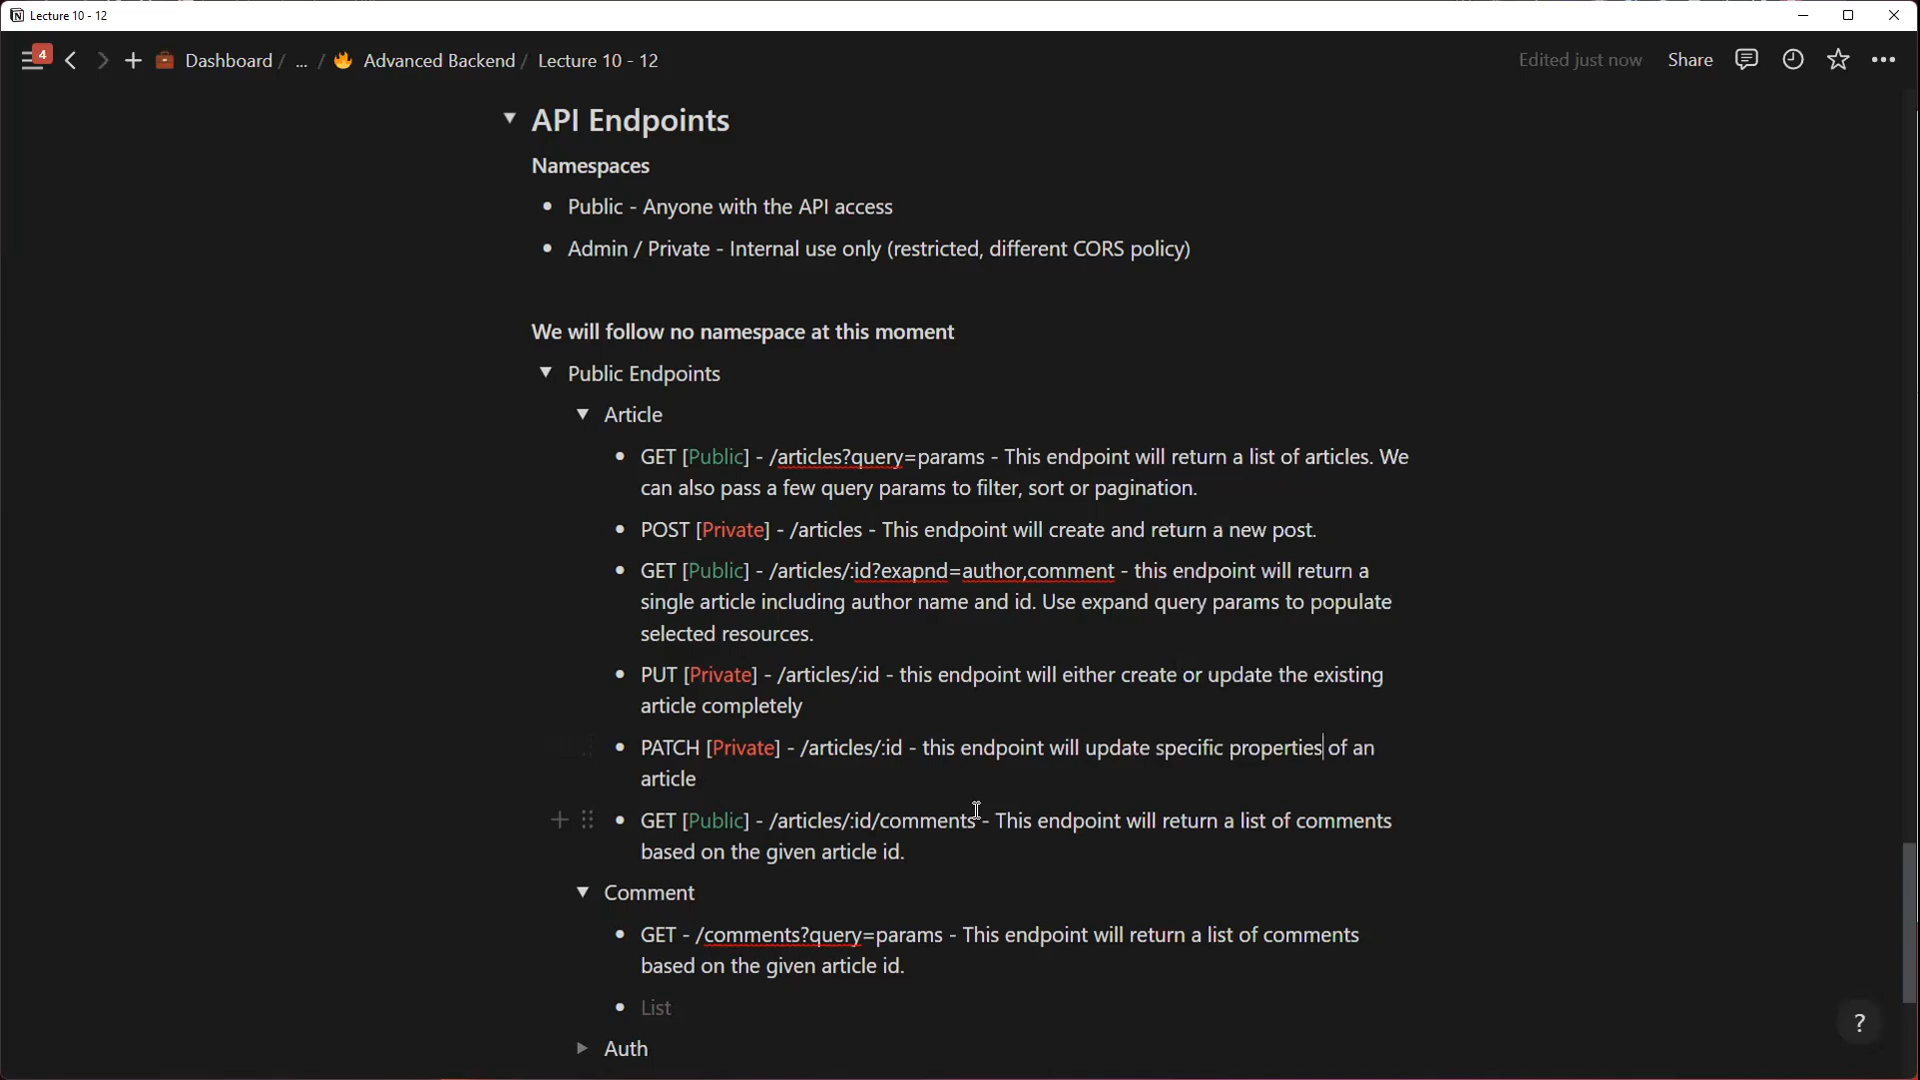 Lecture 10 - 12
4
Dashboard / ... / Advanced Backend / Lecture 10 - 12
Edited just now Share
API Endpoints
Namespaces
Public - Anyone with the API access
Admin / Private - Internal use only (restricted, different CORS policy)
We will follow no namespace at this moment
Public Endpoints
Article
GET [Public] - /articles?query=params - This endpoint will return a list of articles. We
can also pass a few query params to filter, sort or pagination.
POST [Private] - /articles - This endpoint will create and return a new post.
GET [Public] - /articles/:id?exapnd=author,comment - this endpoint will return a
single article including author name and id. Use expand query params to populate
selected resources.
PUT [Private] - /articles/:id - this endpoint will either create or update the existing
article completely
PATCH [Private] - /articles/:id - this endpoint will update specific properties of an
article
GET [Public] - /articles/:id/comments - This endpoint will return a list of comments
based on the given article id.
Comment
GET - /comments?query=params - This endpoint will return a list of comments
based on the given article id.
List
?
Auth